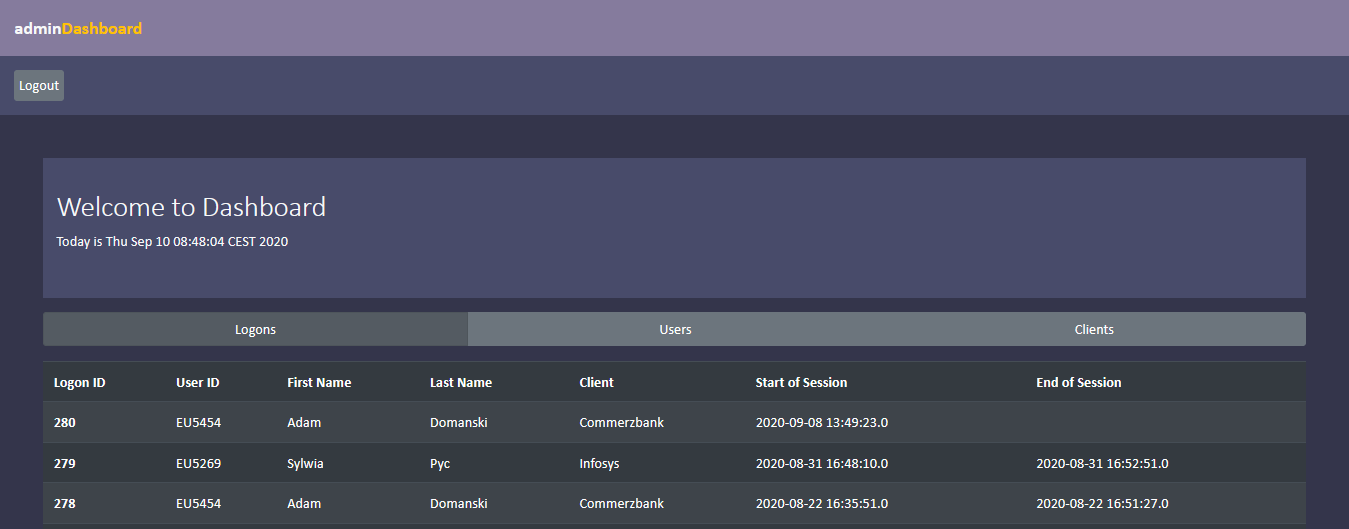 adminDashboard
Logout
Welcome to Dashboard
Today is Thu Sep 10 08:48:04 CEST 2020
Logons Users Clients
Logon ID User ID First Name Last Name Client Start of Session End of Session
280 EU5454 Adam Domanski Commerzbank 2020-09-08 13:49:23.0
279 EU5269 Sylwia Pyc Infosys 2020-08-31 16:48:10.0 2020-08-31 16:52:51.0
278 EU5454 Adam Domanski Commerzbank 2020-08-22 16:35:51.0 2020-08-22 16:51:27.0